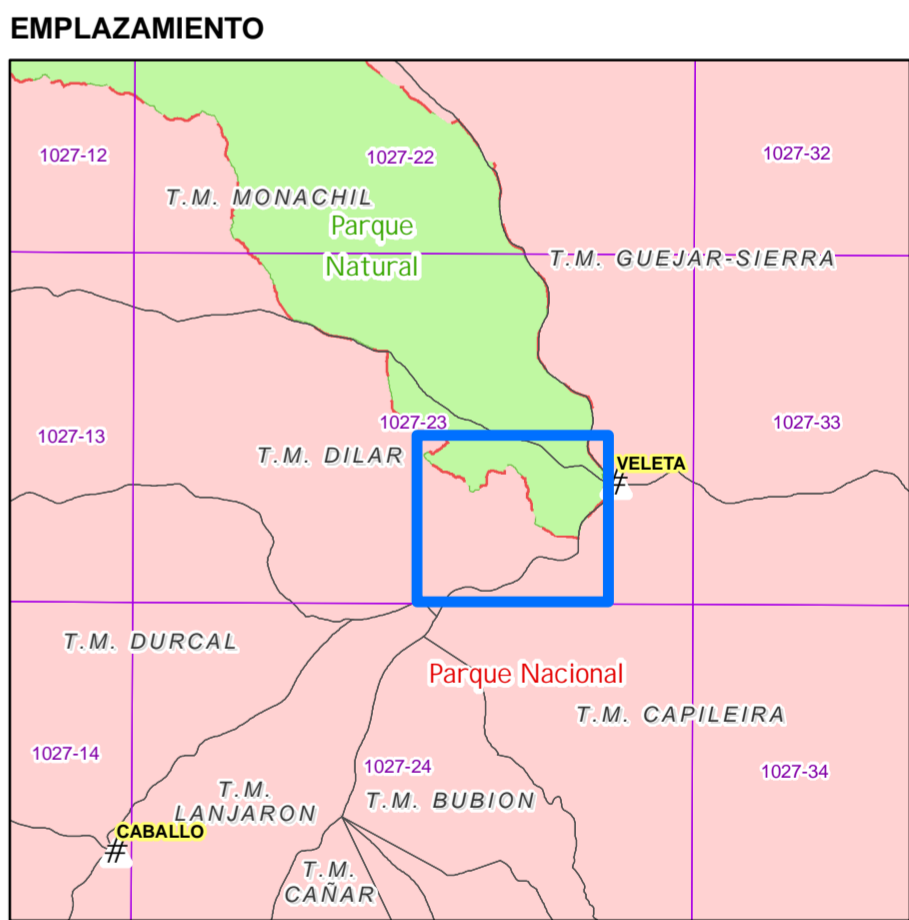 EMPLAZAMIENTO
1027-12
1027-22
1027-32
T.M. MONACHIL
Parque
Natural
T.M. GUEJAR-SIERRA
1027-13
1027-23
1027-33
T.M. DILAR
VELETA
#
T.M. DURCAL
Parque Nacional
T.M. CAPILEIRA
1027-14
1027-24
1027-34
T.M.
LANJARON
T.M. BUBION
CABALLO
#
T.M.
CAÑAR